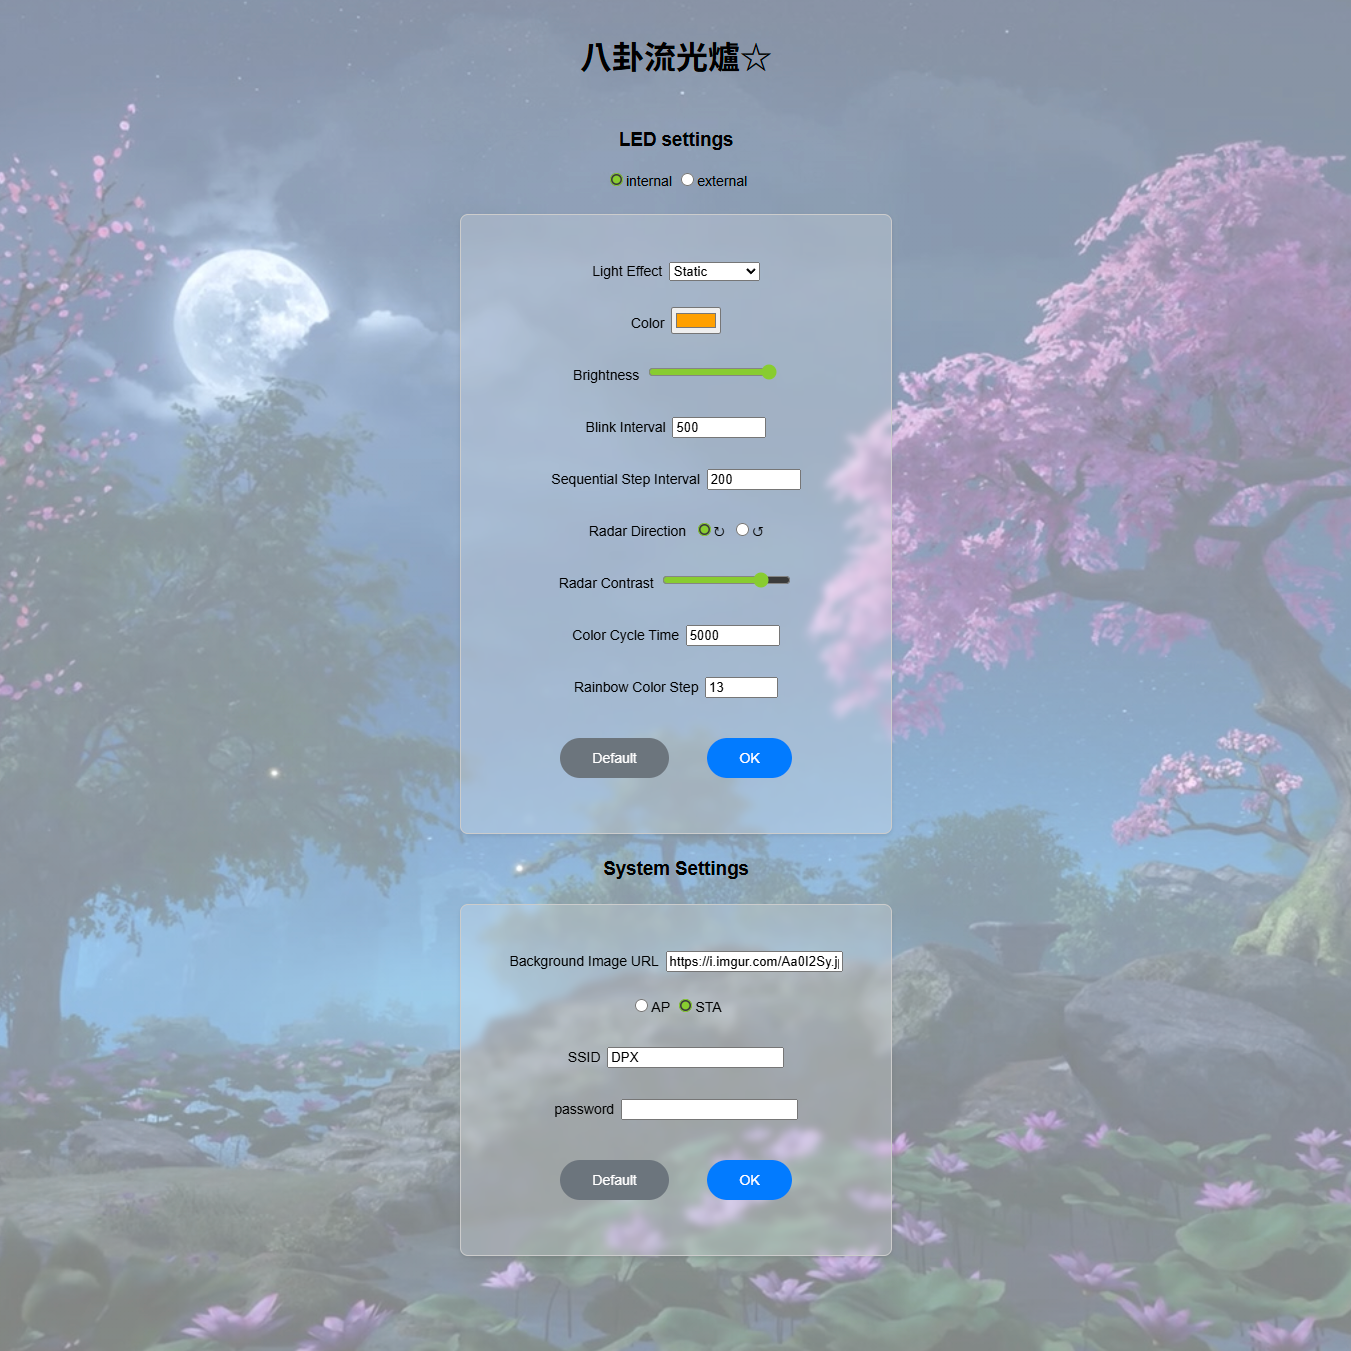 八卦流光爐☆
LED settings
internal external
Light Effect Static
Color
Brightness
Blink Interval 500
Sequential Step Interval 200
Radar Direction ↻ ↺
Radar Contrast
Color Cycle Time 5000
Rainbow Color Step 13
Default OK
System Settings
Background Image URL https://i.imgur.com/Aa0I2Sy.j
AP STA
SSID DPX
password
Default OK